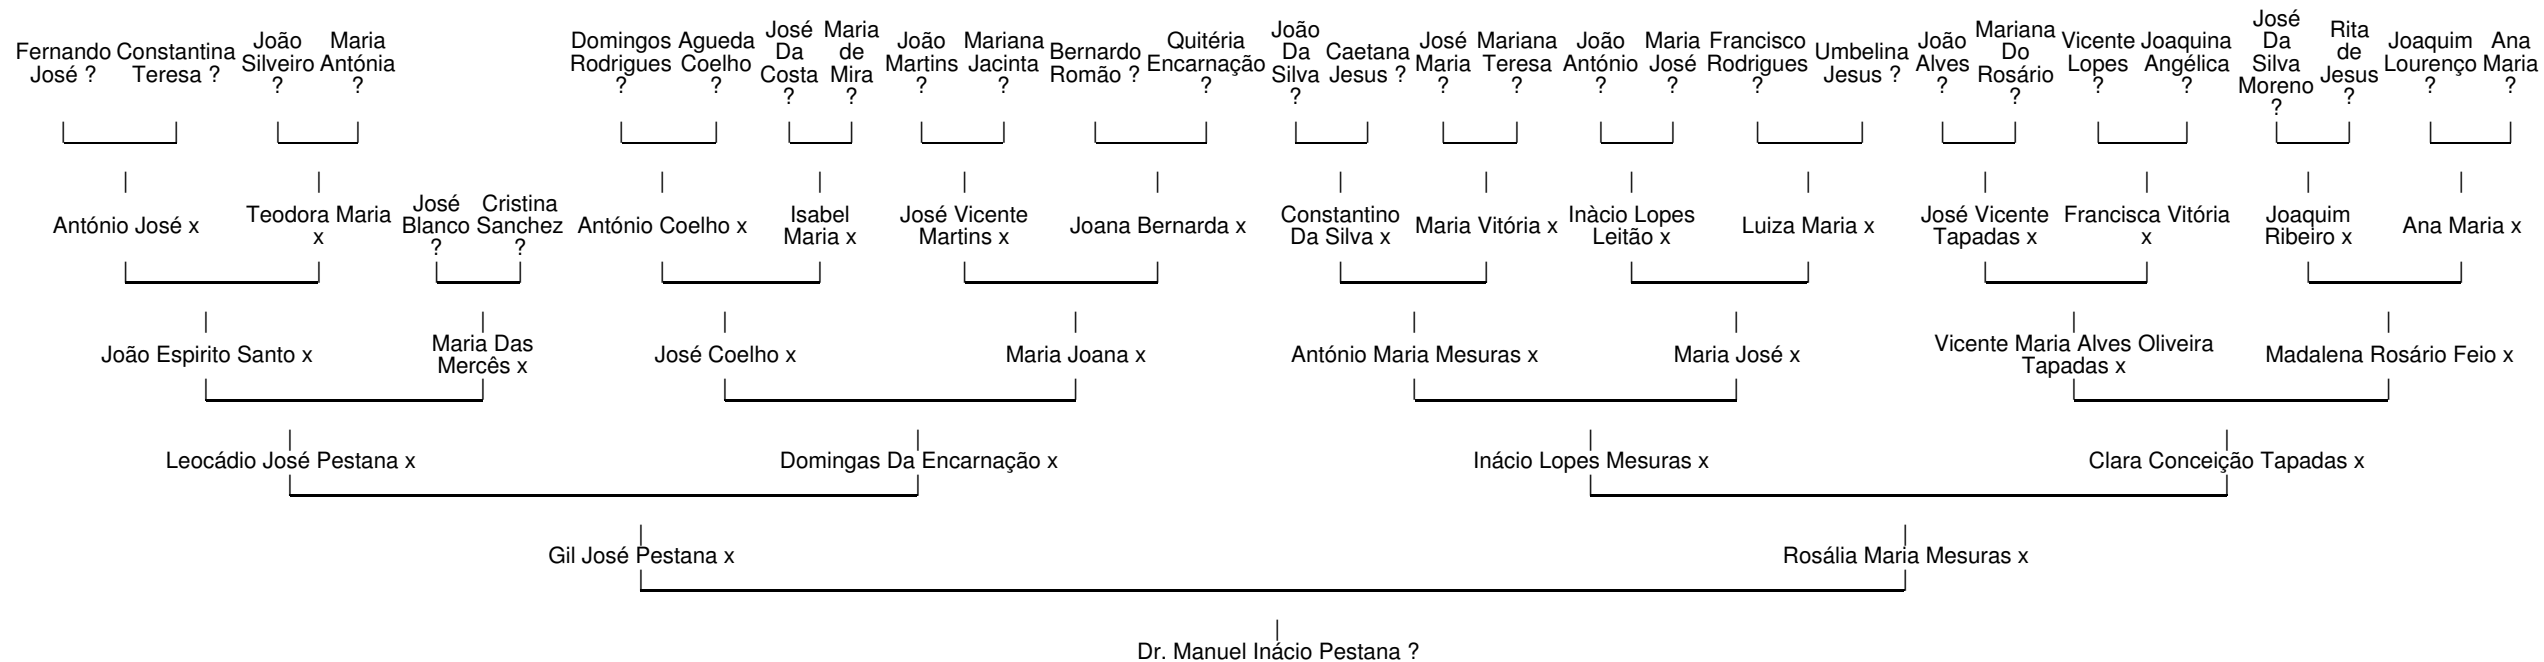 Fernando
José ?
Constantina
Teresa ?
João
Silveiro
?
Maria
Antónia
?
Domingos
Rodrigues
?
Agueda
Coelho
?
José
Da
Costa
?
Maria
de
Mira
?
João
Martins
?
Mariana
Jacinta
?
Bernardo
Romão ?
Quitéria
Encarnação
?
João
Da
Silva
?
Caetana
Jesus ?
José
Maria
?
Mariana
Teresa
?
João
António
?
Maria
José
?
Francisco
Rodrigues
?
Umbelina
Jesus ?
João
Alves
?
Mariana
Do
Rosário
?
Vicente
Lopes
?
Joaquina
Angélica
?
José
Da
Silva
Moreno
?
Rita
de
Jesus
?
Joaquim
Lourenço
?
Ana
Maria
?
António José x
Teodora Maria
x
José
Blanco
?
Cristina
Sanchez
?
António Coelho x
Isabel
Maria x
José Vicente
Martins x
Joana Bernarda x
Constantino
Da Silva x
Maria Vitória x
Inàcio Lopes
Leitão x
Luiza Maria x
José Vicente
Tapadas x
Francisca Vitória
x
Joaquim
Ribeiro x
Ana Maria x
João Espirito Santo x
Maria Das
Mercês x
José Coelho x
Maria Joana x
António Maria Mesuras x
Maria José x
Vicente Maria Alves Oliveira
Tapadas x
Madalena Rosário Feio x
Leocádio José Pestana x
Domingas Da Encarnação x
Inácio Lopes Mesuras x
Clara Conceição Tapadas x
Gil José Pestana x
Rosália Maria Mesuras x
Dr. Manuel Inácio Pestana ?